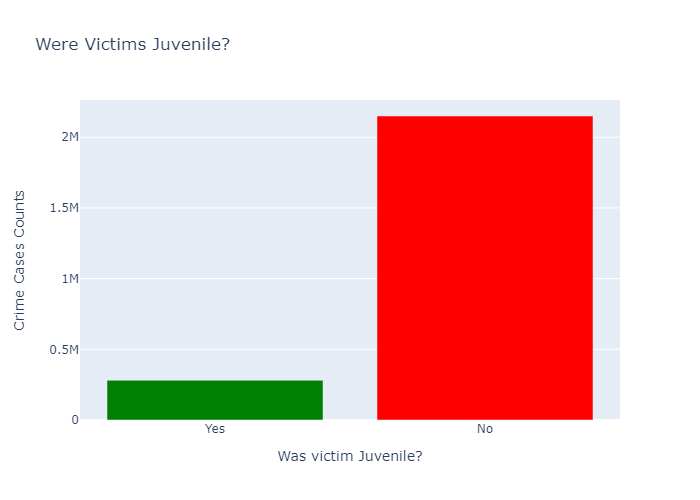 Were Victims Juvenile?
Crime Cases Counts
2M
1.5M
1M
0.5M
0
Yes
No
Was victim Juvenile?